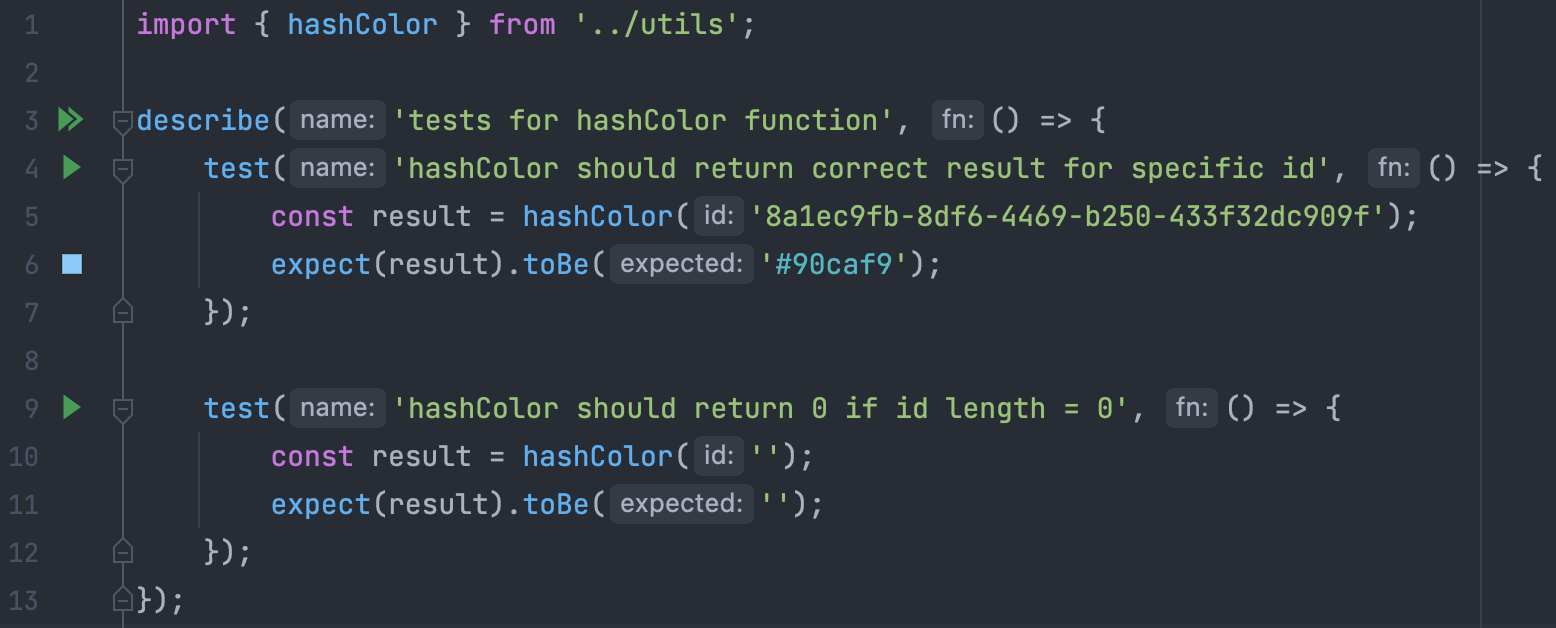 1 import { hashColor } from '../utils';
2
3 describe( name: 'tests for hashColor function', fn: () => {
4 test( name: 'hashColor should return correct result for specific id', fn: () => {
5 const result = hashColor( id: '8a1ec9fb-8df6-4469-b250-433f32dc909f');
6 expect(result).toBe( expected: '#90caf9');
7 });
8
9 test( name: 'hashColor should return 0 if id length = 0', fn: () => {
10 const result = hashColor( id: '');
11 expect(result).toBe( expected: '');
12 });
13 });